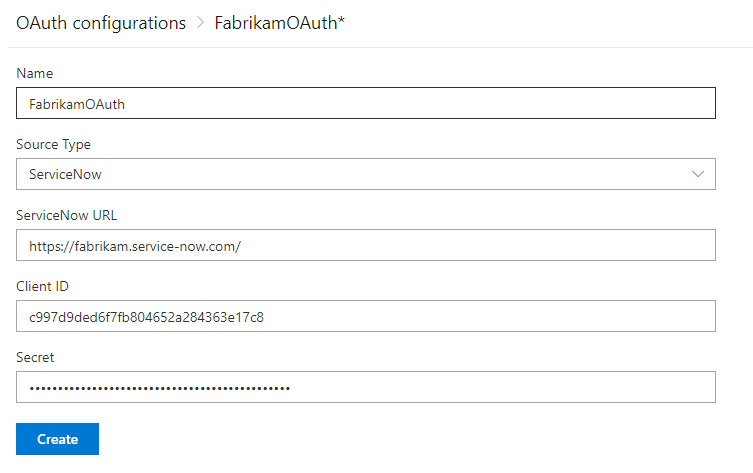 OAuth configurations > FabrikamOAuth*
Name
FabrikamOAuth
Source Type
ServiceNow
ServiceNow URL
https://fabrikam.service-now.com/
Client ID
c997d9ded6f7fb804652a284363e17c8
Secret
••••••••••••••••••••••••••••••••••••••••••••••
Create